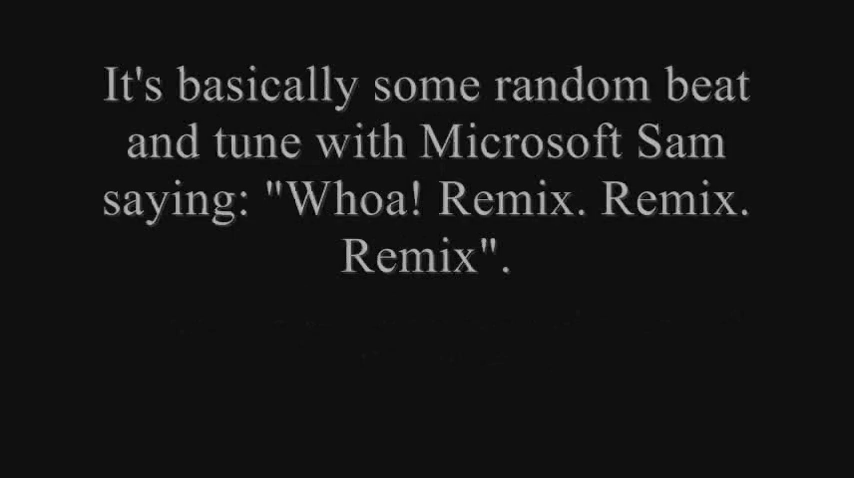 It's basically some random beat
and tune with Microsoft Sam
saying: "Whoa! Remix. Remix.
Remix".